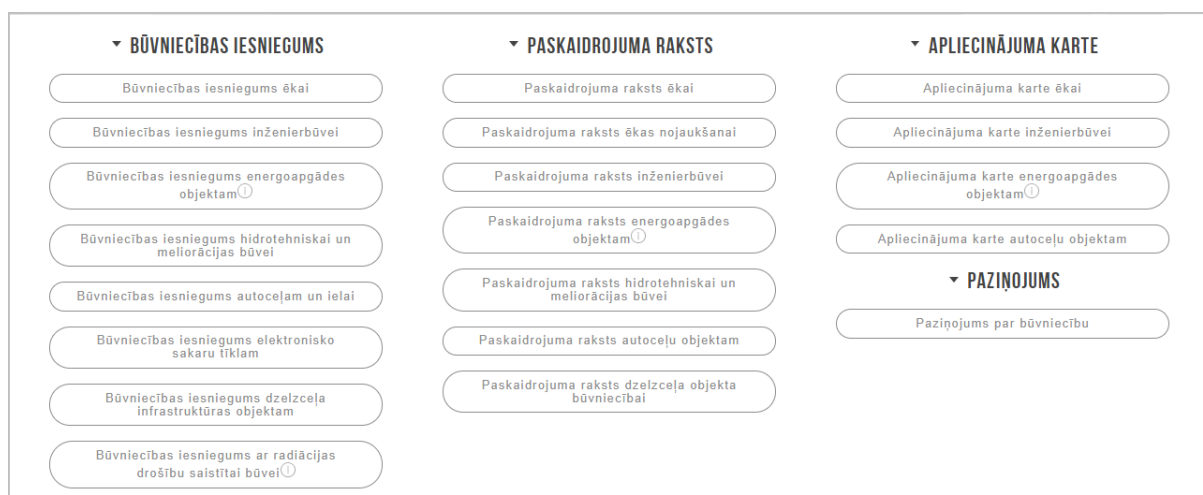 BŪVNIECĪBAS IESNIEGUMS
Būvniecības iesniegums ēkai
Būvniecības iesniegums inženierbūvei
Būvniecības iesniegums energoapgādes
objektam
Būvniecības iesniegums hidrotehniskai un
meliorācijas būvei
Būvniecības iesniegums autoceļam un ielai
Būvniecības iesniegums elektronisko
sakaru tīklam
Būvniecības iesniegums dzelzceļa
infrastruktūras objektam
Būvniecības iesniegums ar radiācijas
drošību saistītai būvei
PASKAIDROJUMA RAKSTS
Paskaidrojuma raksts ēkai
Paskaidrojuma raksts ēkas nojaukšanai
Paskaidrojuma raksts inženierbūvei
Paskaidrojuma raksts energoapgādes
objektam
Paskaidrojuma raksts hidrotehniskai un
meliorācijas būvei
Paskaidrojuma raksts autoceļu objektam
Paskaidrojuma raksts dzelzceļa objekta
būvniecībai
APLIECINĀJUMA KARTE
Apliecinājuma karte ēkai
Apliecinājuma karte inženierbūvei
Apliecinājuma karte energoapgādes
objektam
Apliecinājuma karte autoceļu objektam
PAZIŅOJUMS
Paziņojums par būvniecību